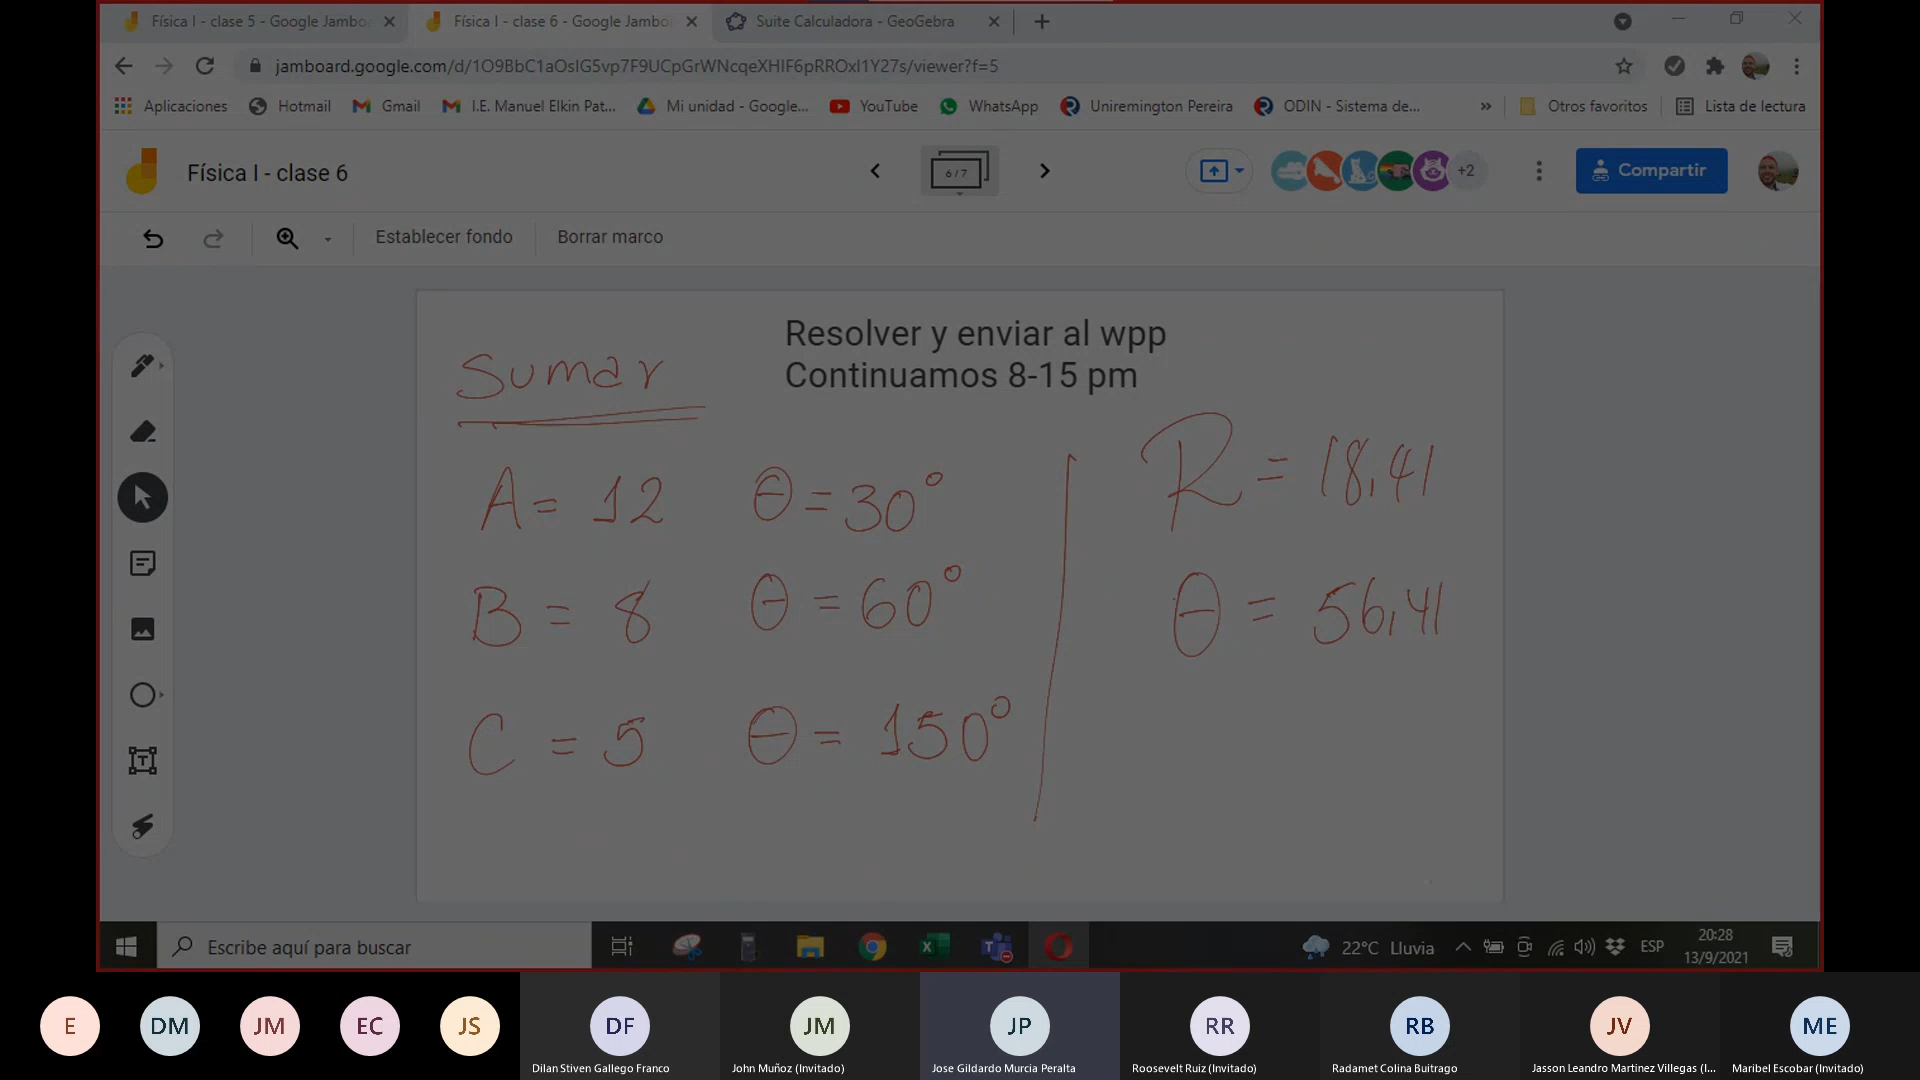 Física I - clase 5 - Google Jambo
Física I - clase 6 - Google Jambo
Suite Calculadora - GeoGebra
jamboard.google.com/d/1O9BbC1aOsIG5vp7F9UCpGrWNcqeXHIF6pRROxl1Y27s/viewer?f=5
Aplicaciones
Hotmail
Gmail
I.E. Manuel Elkin Pat...
Mi unidad - Google...
YouTube
WhatsApp
Uniremington Pereira
ODIN - Sistema de...
»
Otros favoritos
Lista de lectura
Física I - clase 6
6 / 7
+2
Compartir
Establecer fondo
Borrar marco
Resolver y enviar al wpp
Continuamos 8-15 pm
Sumar
A = 12 θ = 30°
B = 8 θ = 60°
C = 5 θ = 150°
R = 18,41
θ = 56,41
Escribe aquí para buscar
22°C Lluvia
ESP
20:28
13/9/2021
E
DM
JM
EC
JS
DF
JM
JP
RR
RB
JV
ME
Dilan Stiven Gallego Franco
John Muñoz (Invitado)
Jose Gildardo Murcia Peralta
Roosevelt Ruiz (Invitado)
Radamet Colina Buitrago
Jasson Leandro Martinez Villegas (I...
Maribel Escobar (Invitado)